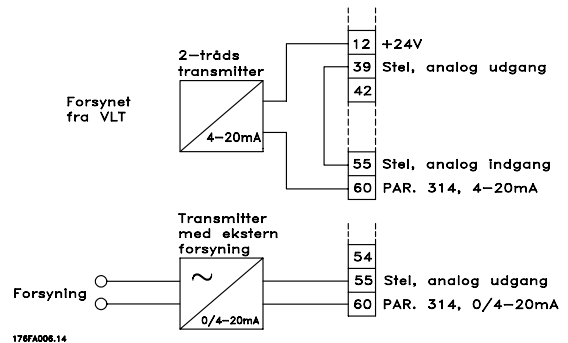 12 +24V
2-tråds
transmitter
39 Stel, analog udgang
42
Forsynet
fra VLT
4-20mA
55 Stel, analog indgang
60 PAR. 314, 4-20mA
Transmitter
med ekstern
forsyning
54
~
55 Stel, analog udgang
Forsyning
60 PAR. 314, 0/4-20mA
0/4-20mA
176FA006.14